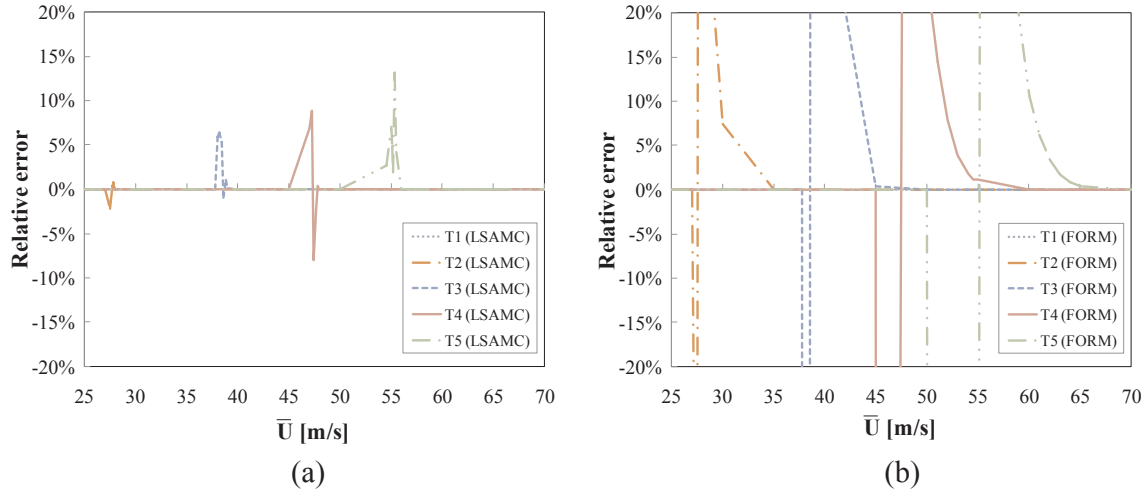 20%
15%
10%
5%
0%
-5%
-10%
-15%
-20%
Relative error
T1 (LSAMC)
T2 (LSAMC)
T3 (LSAMC)
T4 (LSAMC)
T5 (LSAMC)
25 30 35 40 45 50 55 60 65 70
U̅ [m/s]
(a)
20%
15%
10%
5%
0%
-5%
-10%
-15%
-20%
Relative error
T1 (FORM)
T2 (FORM)
T3 (FORM)
T4 (FORM)
T5 (FORM)
25 30 35 40 45 50 55 60 65 70
U̅ [m/s]
(b)